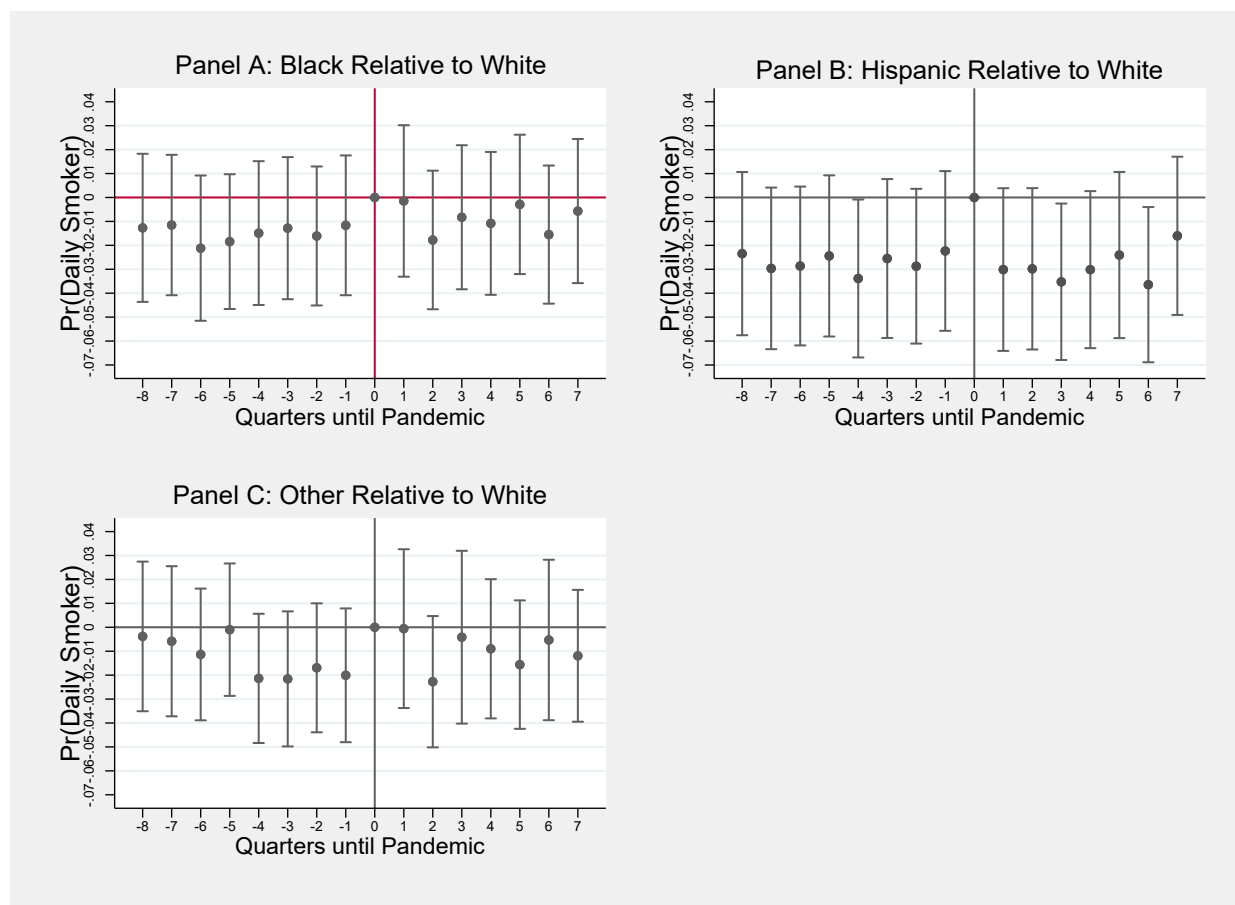 Panel A: Black Relative to White
Pr(Daily Smoker)
-.07-.06-.05-.04-.03-.02-.01 0 .01 .02 .03 .04
-8 -7 -6 -5 -4 -3 -2 -1 0 1 2 3 4 5 6 7
Quarters until Pandemic
Panel B: Hispanic Relative to White
Pr(Daily Smoker)
-.07-.06-.05-.04-.03-.02-.01 0 .01 .02 .03 .04
-8 -7 -6 -5 -4 -3 -2 -1 0 1 2 3 4 5 6 7
Quarters until Pandemic
Panel C: Other Relative to White
Pr(Daily Smoker)
-.07-.06-.05-.04-.03-.02-.01 0 .01 .02 .03 .04
-8 -7 -6 -5 -4 -3 -2 -1 0 1 2 3 4 5 6 7
Quarters until Pandemic